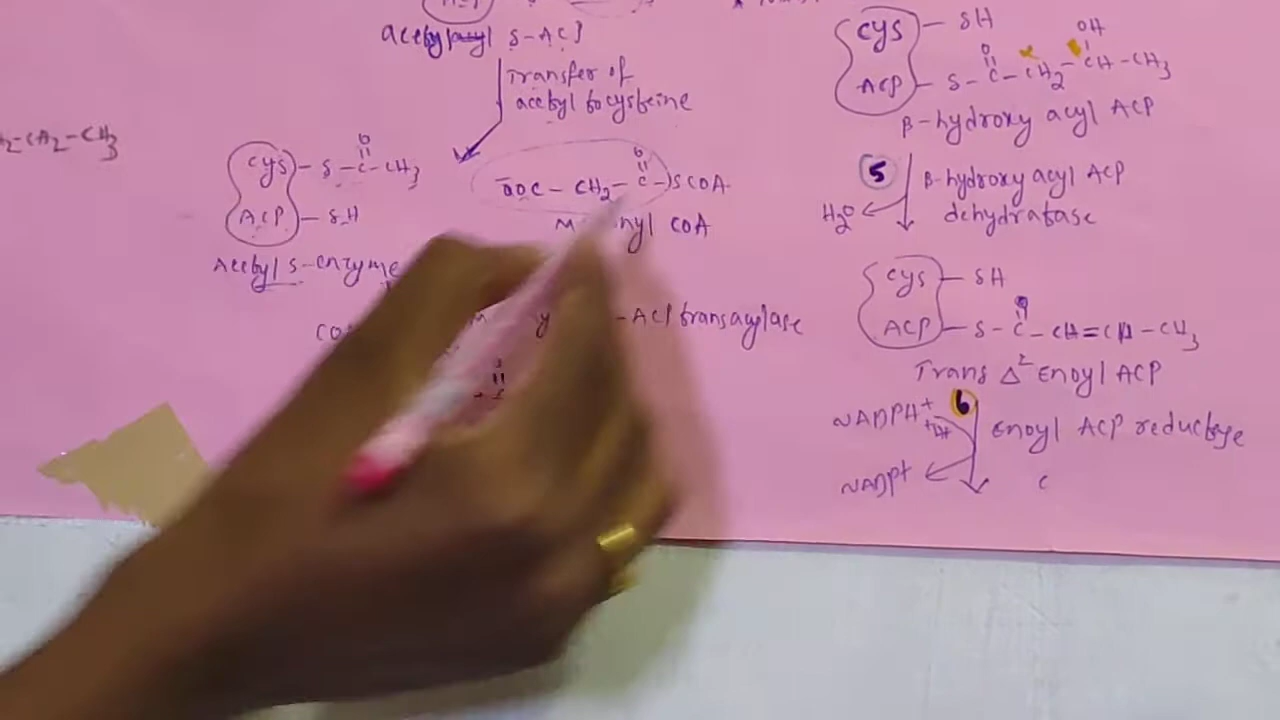 S-ACP
Transfer of
acetyl to cysteine
CH2-CH3
cys - S - C - CH3
O
ACP - SH
Acetyl S-enzyme
O
-OOC - CH2 - C - SCOA
nyl COA
-ACP transacylase
cys - SH
O OH
ACP - S - C - CH2 - CH - CH3
β-hydroxy acyl ACP
5
β-hydroxy acyl ACP
dehydratase
H2O
cys - SH
O
ACP - S - C - CH=CH - CH3
Trans Δ2 Enoyl ACP
NADPH+
+H
6
Enoyl ACP reductase
NADP+
C